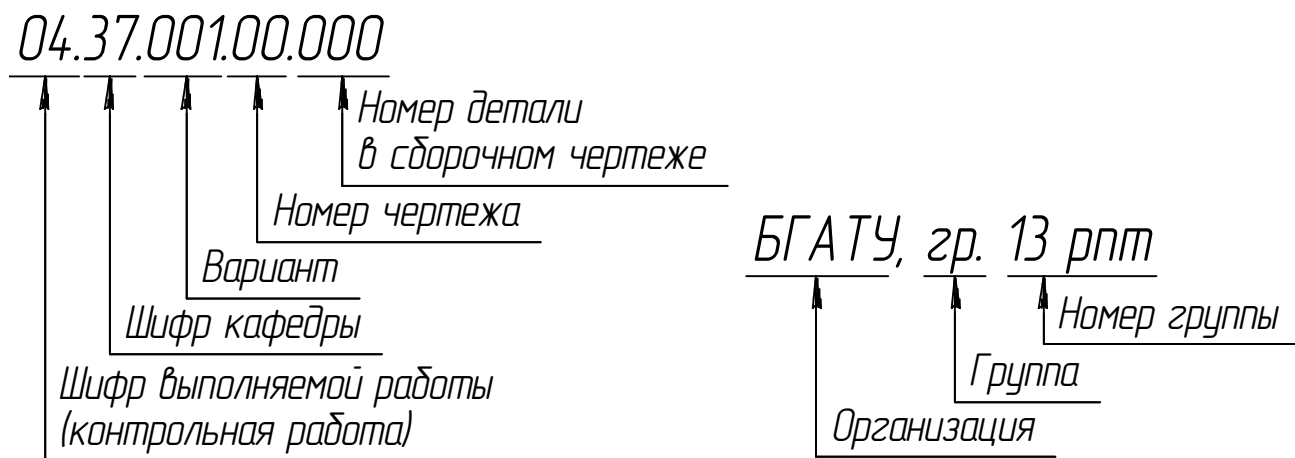 04.37.001.00.000
Номер детали
в сборочном чертеже
Номер чертежа
Вариант
Шифр кафедры
Шифр выполняемой работы
(контрольная работа)
БГАТУ, гр. 13 рпт
Номер группы
Группа
Организация